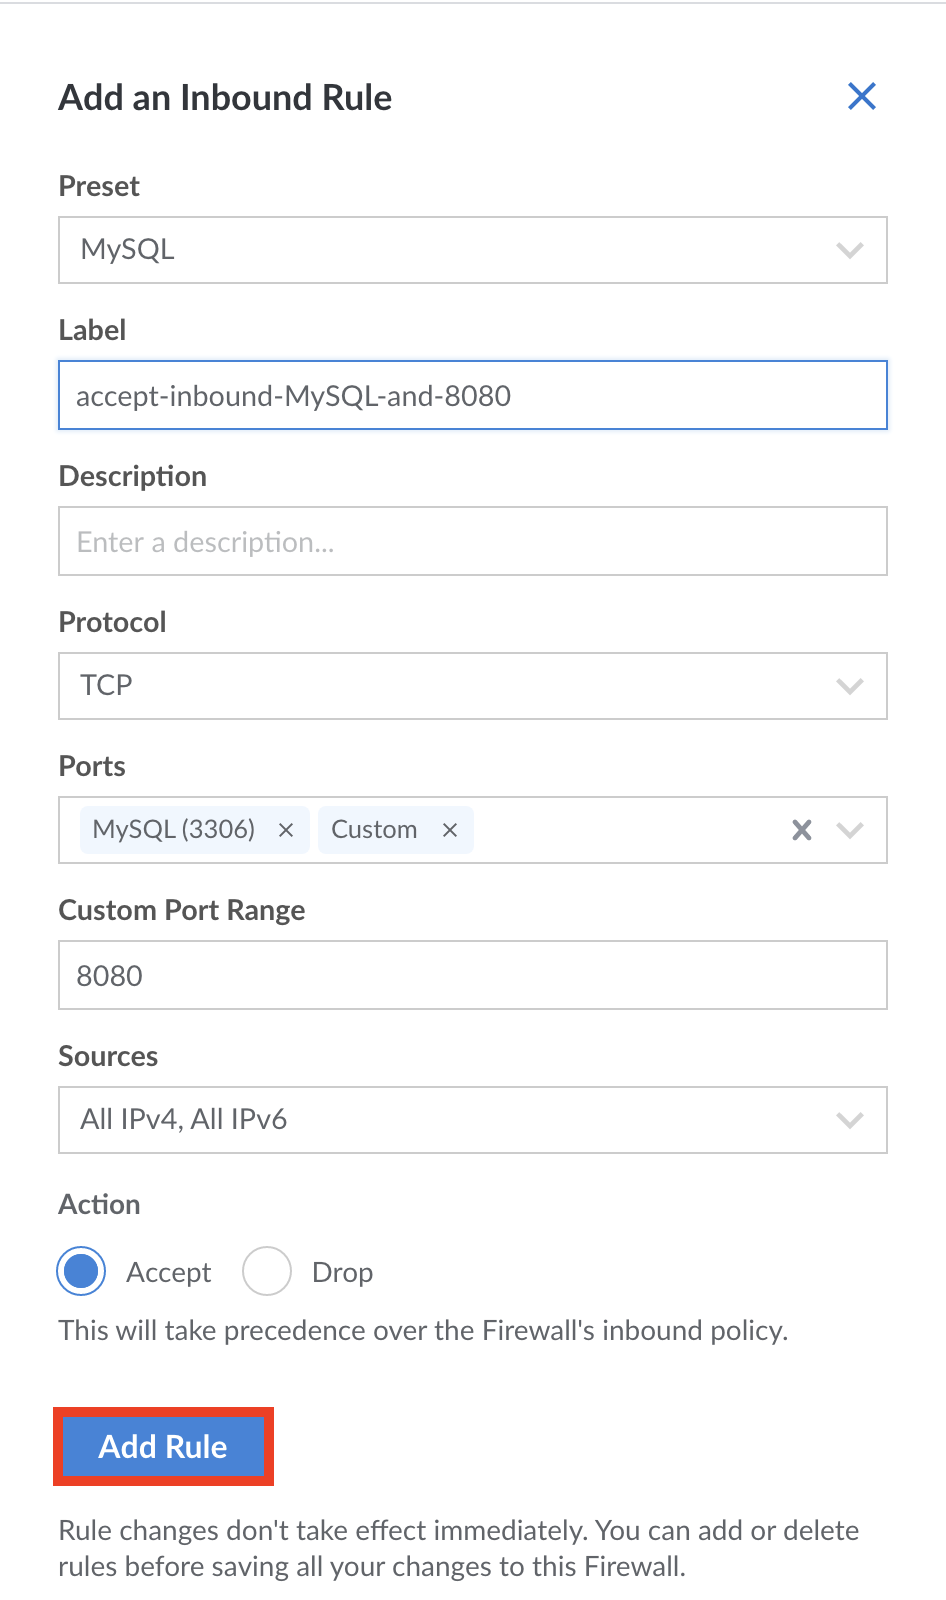 Add an Inbound Rule
Preset
MySQL
Label
accept-inbound-MySQL-and-8080
Description
Enter a description...
Protocol
TCP
Ports
MySQL (3306) Custom
Custom Port Range
8080
Sources
All IPv4, All IPv6
Action
Accept Drop
This will take precedence over the Firewall's inbound policy.
Add Rule
Rule changes don't take effect immediately. You can add or delete
rules before saving all your changes to this Firewall.